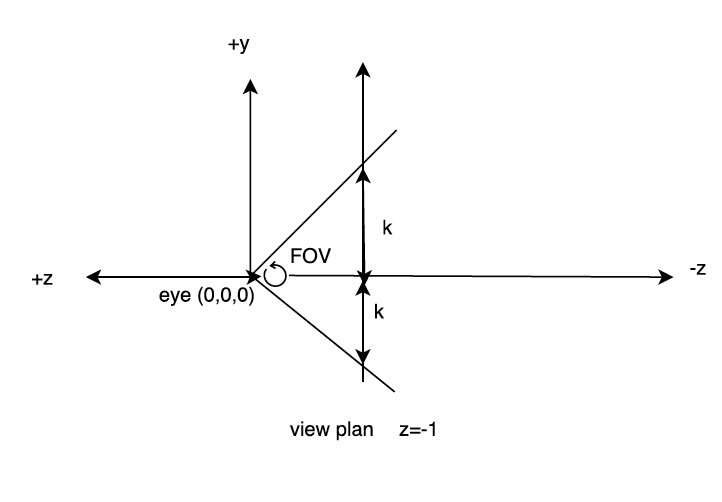 +y
k
FOV
+z
-z
eye (0,0,0)
k
view plan z=-1